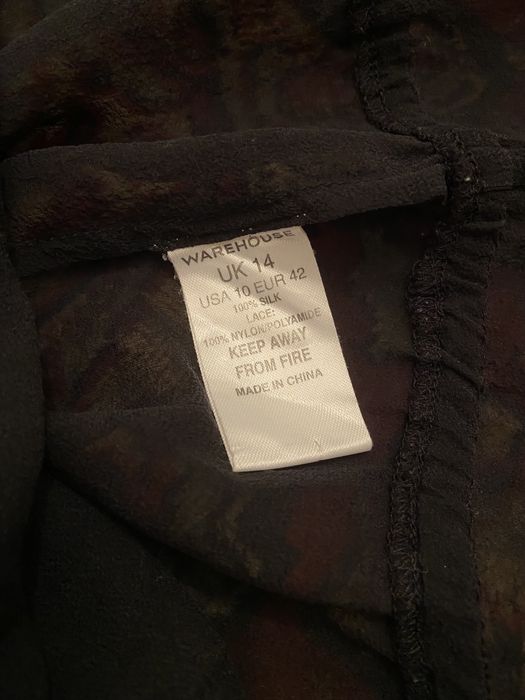 WAREHOUSE
UK 14
USA 10 EUR 42
100% SILK
LACE:
100% NYLON/POLYAMIDE
KEEP AWAY
FROM FIRE
MADE IN CHINA
X